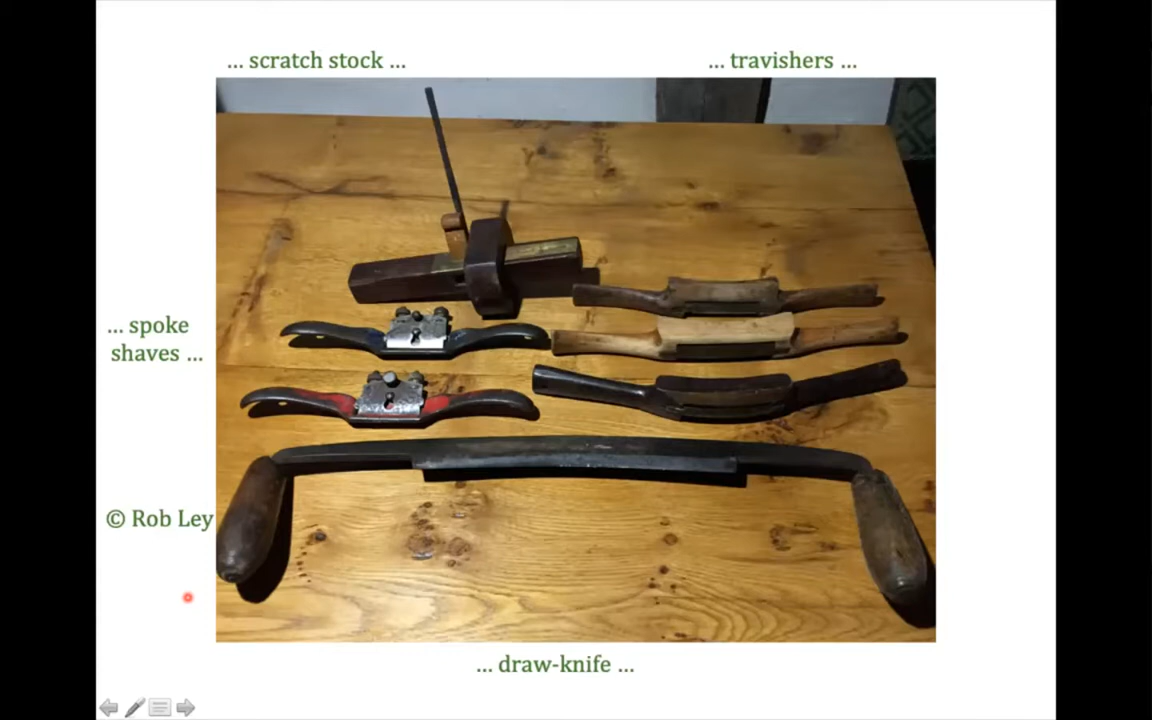 ... scratch stock ...
... travishers ...
... spoke
shaves ...
© Rob Ley
... draw-knife ...